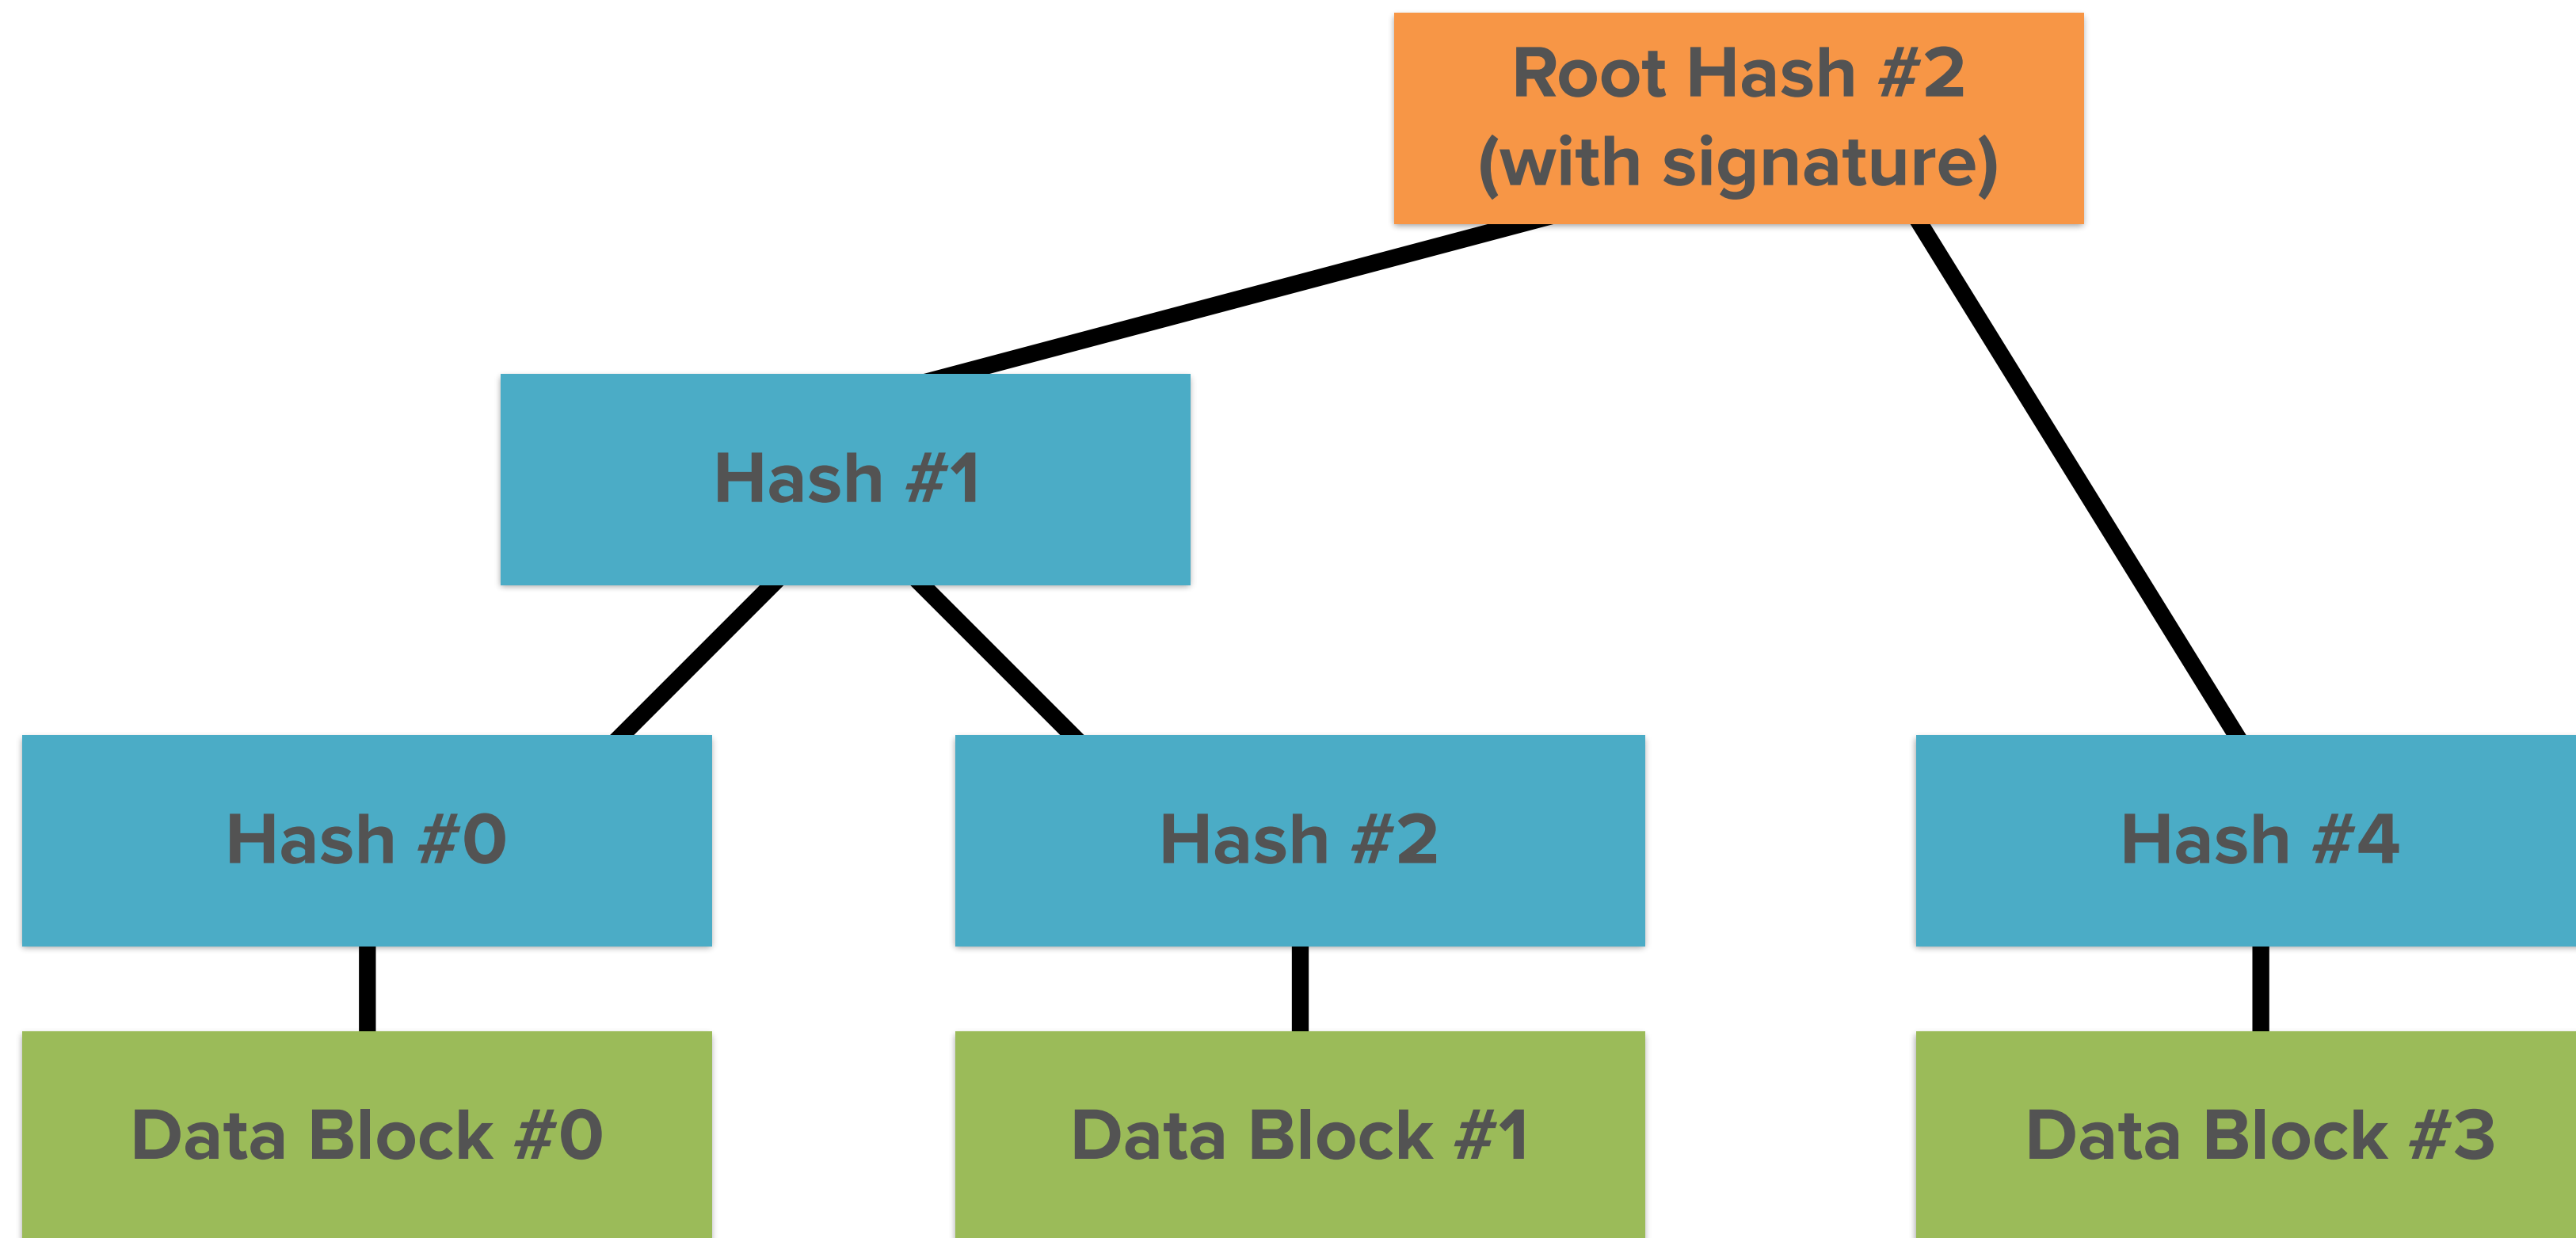 Root Hash #2
(with signature)
Hash #1
Hash #0
Hash #2
Hash #4
Data Block #0
Data Block #1
Data Block #3